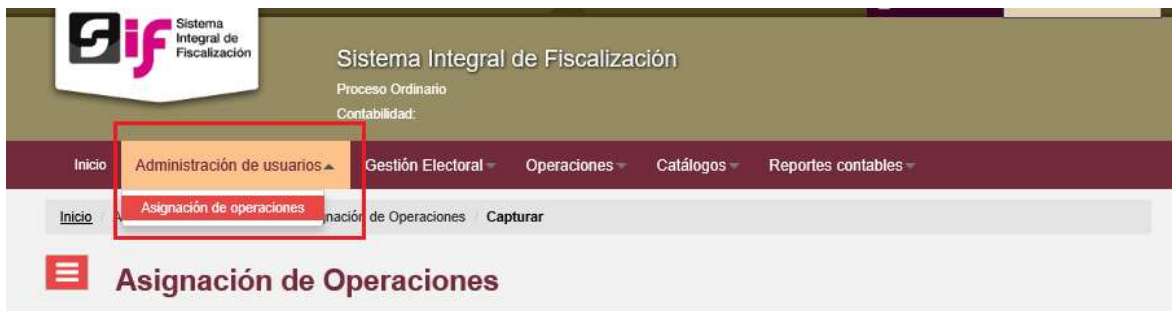 Sif Sistema
Integral de
Fiscalización
Sistema Integral de Fiscalización
Proceso Ordinario
Contabilidad:
Inicio Administración de usuarios Gestión Electoral Operaciones Catálogos Reportes contables
Asignación de operaciones
Inicio / A nación de Operaciones / Capturar
Asignación de Operaciones